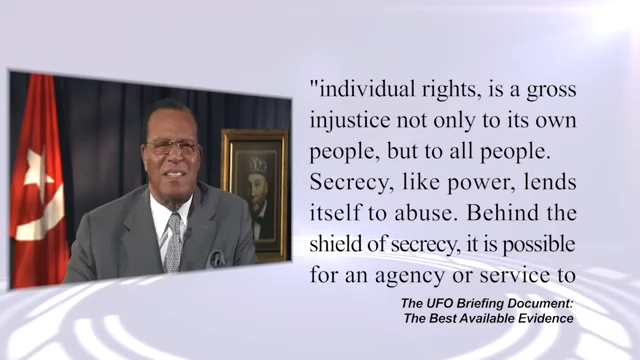 "individual rights, is a gross
injustice not only to its own
people, but to all people.
Secrecy, like power, lends
itself to abuse. Behind the
shield of secrecy, it is possible
for an agency or service to
The UFO Briefing Document:
The Best Available Evidence